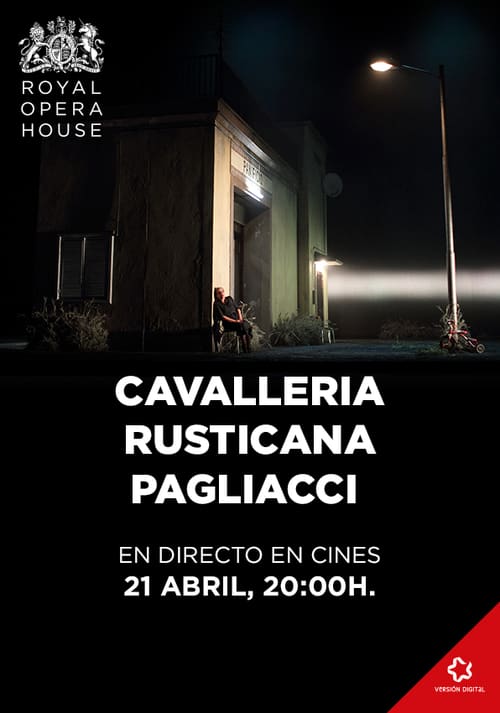 ROYAL
OPERA
HOUSE
CAVALLERIA
RUSTICANA
PAGLIACCI
EN DIRECTO EN CINES
21 ABRIL, 20:00H.
VERSIÓN DIGITAL